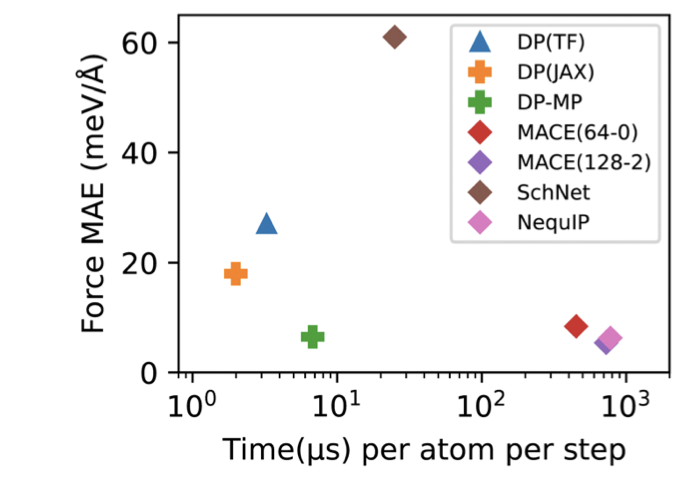 Force MAE (meV/Å)
60
40
20
0
10⁰ 10¹ 10² 10³
Time(μs) per atom per step
DP(TF)
DP(JAX)
DP-MP
MACE(64-0)
MACE(128-2)
SchNet
NequIP